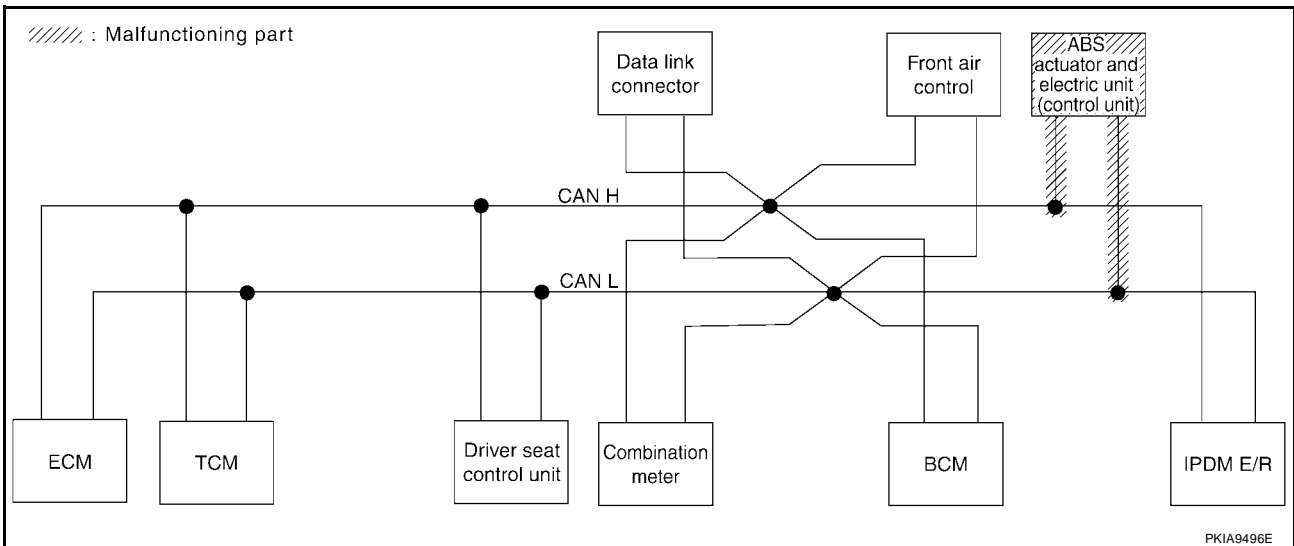 : Malfunctioning part
Data link
connector
Front air
control
ABS
actuator and
electric unit
(control unit)
CAN H
CAN L
ECM
TCM
Driver seat
control unit
Combination
meter
BCM
IPDM E/R
PKIA9496E